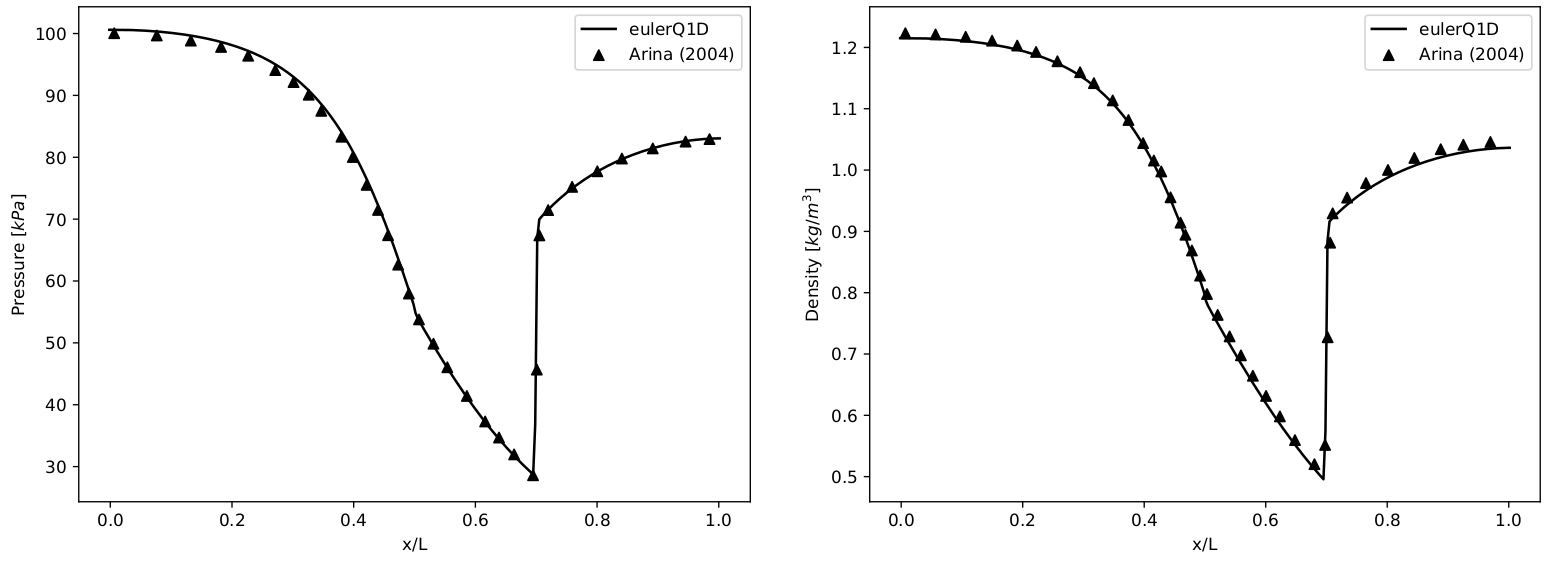 100
90
80
70
60
50
40
30
Pressure [kPa]
0.0 0.2 0.4 0.6 0.8 1.0
x/L
eulerQ1D
Arina (2004)
1.2
1.1
1.0
0.9
0.8
0.7
0.6
0.5
Density [kg/m³]
0.0 0.2 0.4 0.6 0.8 1.0
x/L
eulerQ1D
Arina (2004)